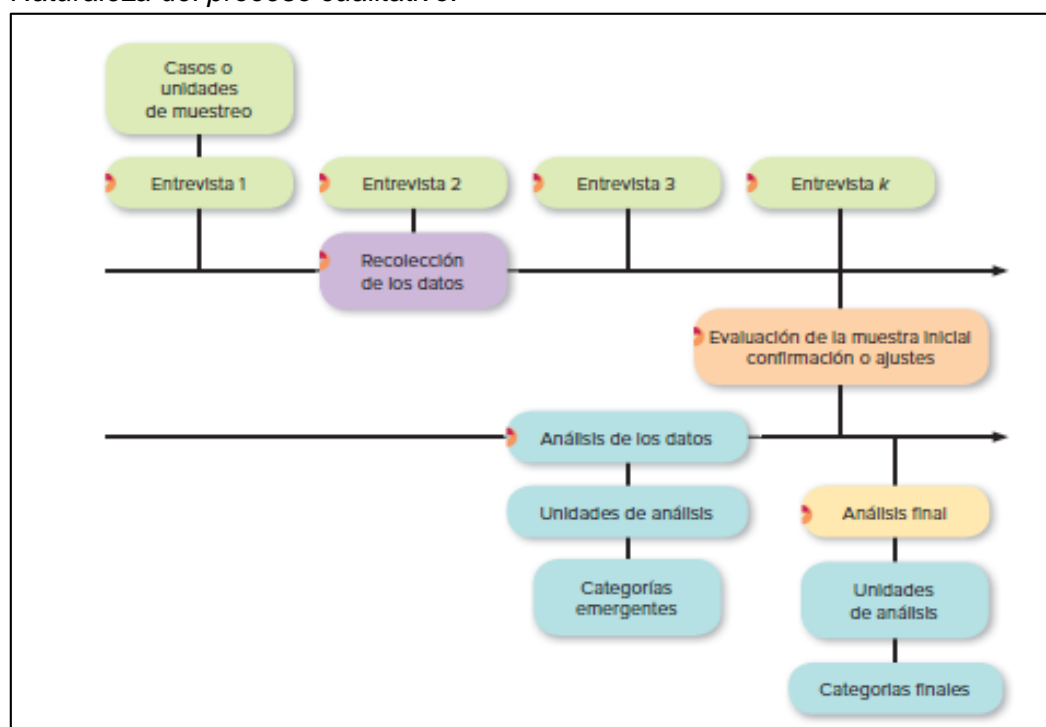 Naturaleza del proceso cualitativo.
Casos o
unidades
de muestreo
Entrevista 1
Entrevista 2
Entrevista 3
Entrevista k
Recolección
de los datos
Evaluación de la muestra inicial
confirmación o ajustes
Análisis de los datos
Unidades de análisis
Categorías
emergentes
Análisis final
Unidades
de análisis
Categorías finales